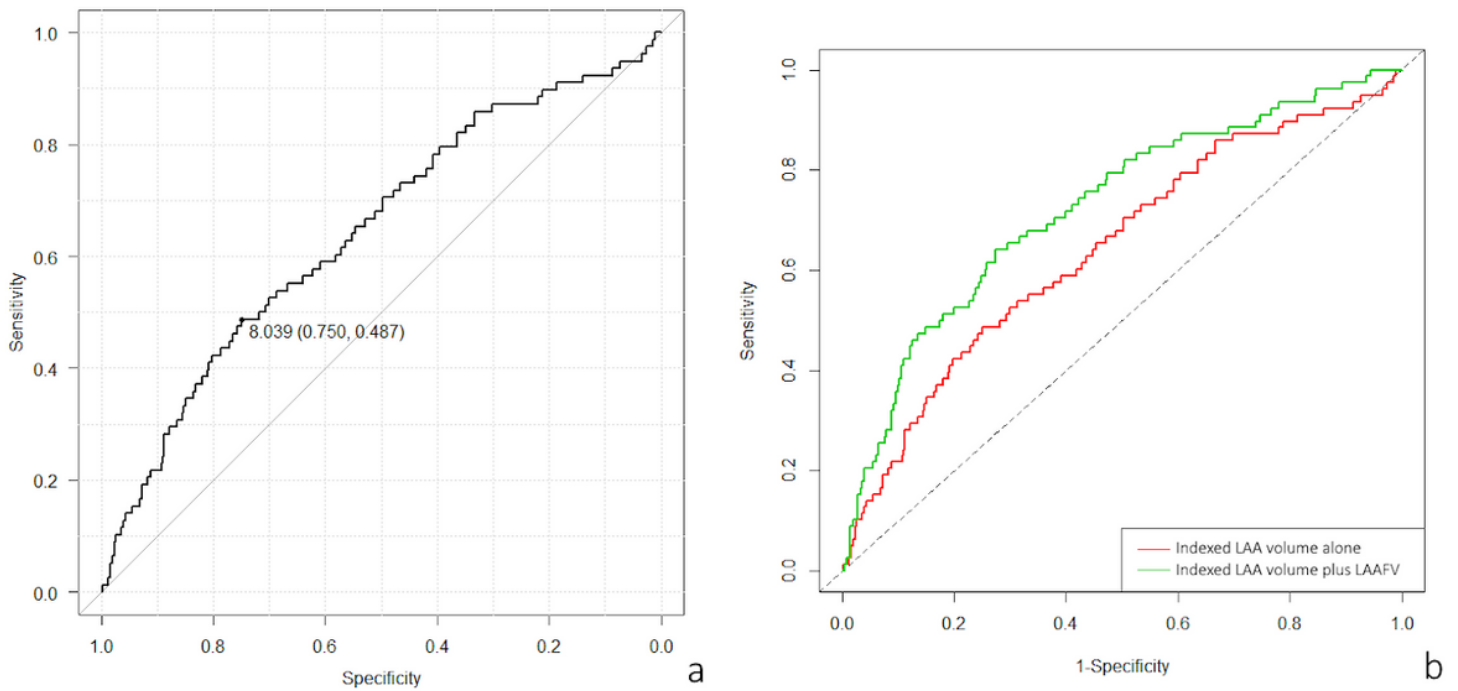 1.0
0.8
0.6
0.4
0.2
0.0
Sensitivity
8.039 (0.750, 0.487)
1.0 0.8 0.6 0.4 0.2 0.0
Specificity
a
1.0
0.8
0.6
0.4
0.2
0.0
Sensitivity
Indexed LAA volume alone
Indexed LAA volume plus LAAFV
0.0 0.2 0.4 0.6 0.8 1.0
1-Specificity
b